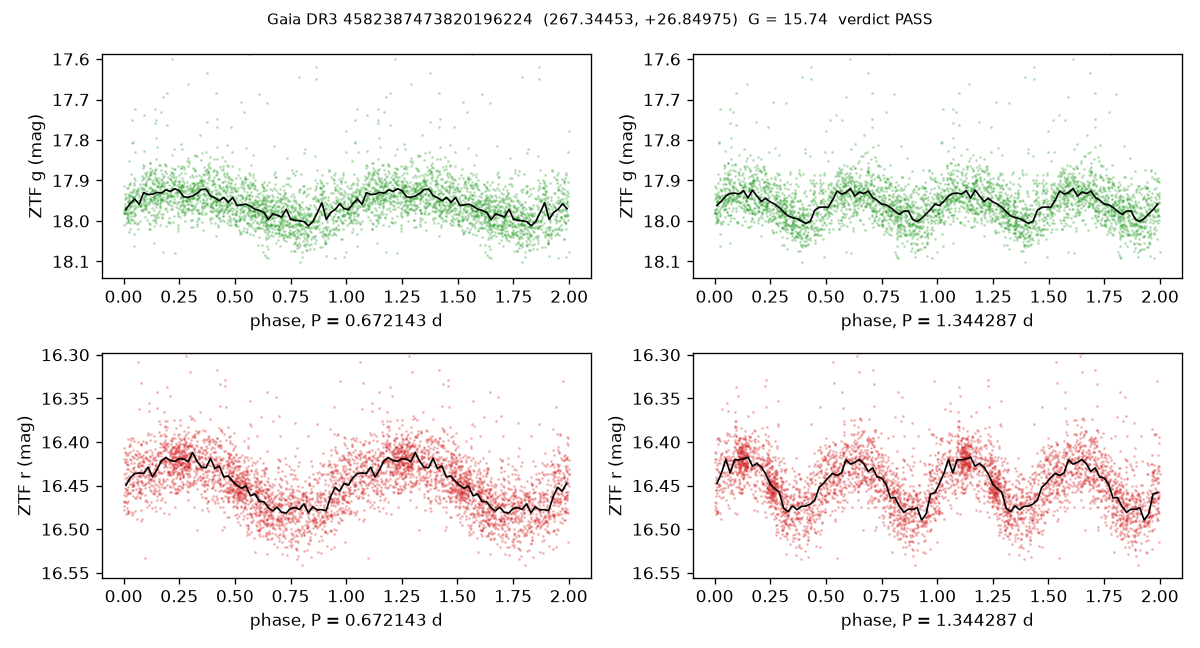 Gaia DR3 4582387473820196224 (267.34453, +26.84975) G = 15.74 verdict PASS
ZTF g (mag)
17.6
17.7
17.8
17.9
18.0
18.1
0.00 0.25 0.50 0.75 1.00 1.25 1.50 1.75 2.00
phase, P = 0.672143 d
ZTF g (mag)
17.6
17.7
17.8
17.9
18.0
18.1
0.00 0.25 0.50 0.75 1.00 1.25 1.50 1.75 2.00
phase, P = 1.344287 d
ZTF r (mag)
16.30
16.35
16.40
16.45
16.50
16.55
0.00 0.25 0.50 0.75 1.00 1.25 1.50 1.75 2.00
phase, P = 0.672143 d
ZTF r (mag)
16.30
16.35
16.40
16.45
16.50
16.55
0.00 0.25 0.50 0.75 1.00 1.25 1.50 1.75 2.00
phase, P = 1.344287 d